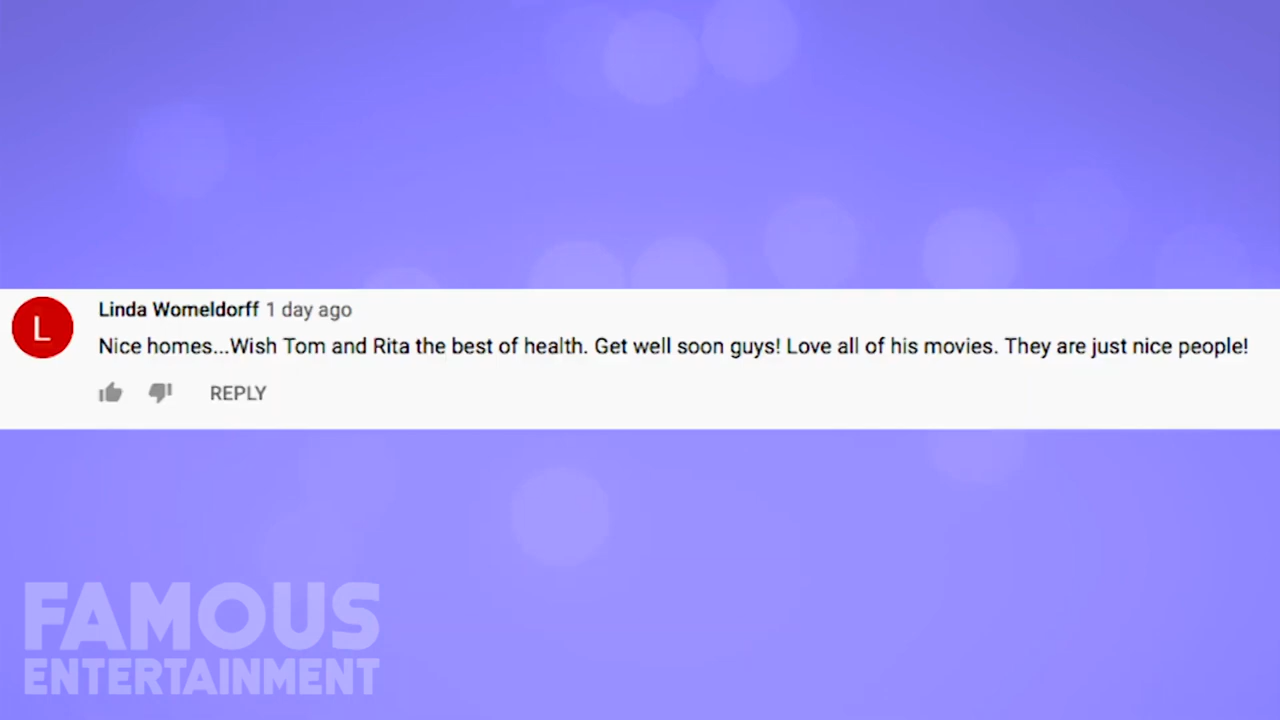 Linda Womeldorff 1 day ago
L
Nice homes...Wish Tom and Rita the best of health. Get well soon guys! Love all of his movies. They are just nice people!
REPLY
FAMOUS
ENTERTAINMENT